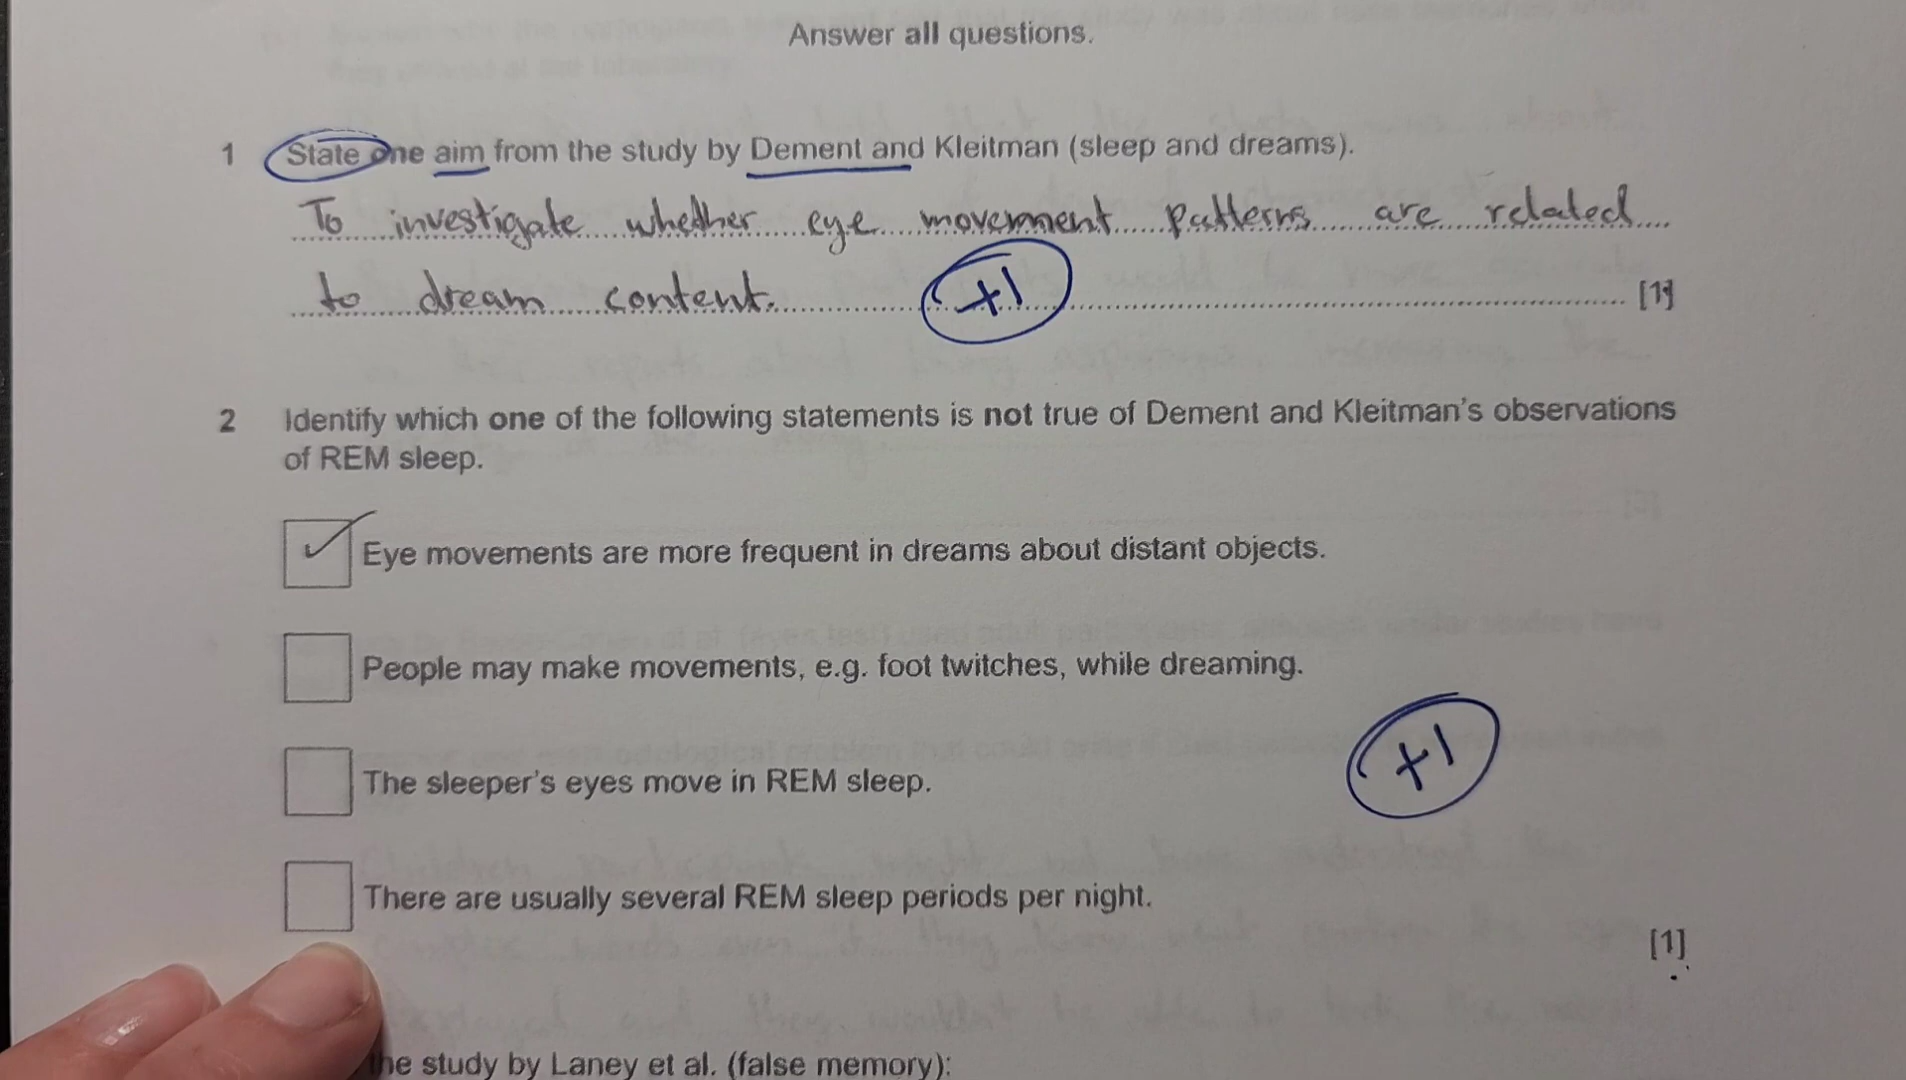 Answer all questions.
1 State one aim from the study by Dement and Kleitman (sleep and dreams).
To investigate whether eye movement patterns are related
to dream content. +1 [1]
2 Identify which one of the following statements is not true of Dement and Kleitman's observations
of REM sleep.
Eye movements are more frequent in dreams about distant objects.
People may make movements, e.g. foot twitches, while dreaming.
+1
The sleeper's eyes move in REM sleep.
There are usually several REM sleep periods per night.
[1]
the study by Laney et al. (false memory):